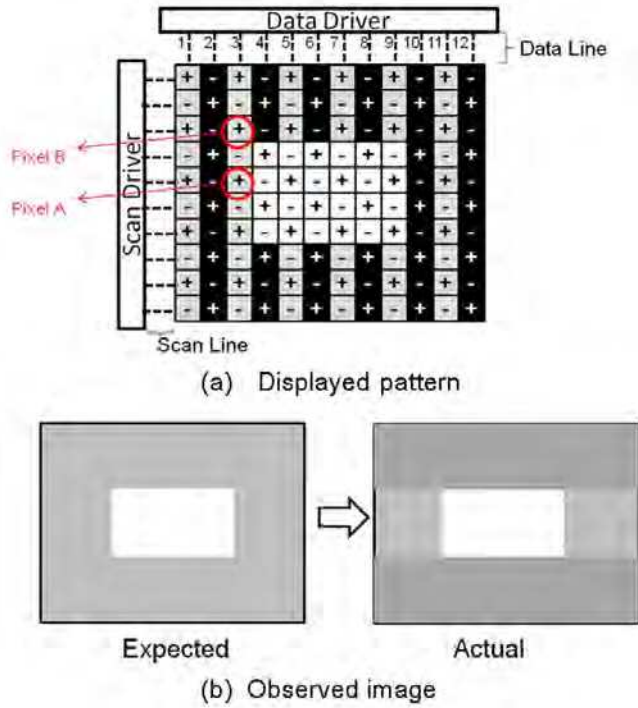 Data Driver
1 2 3 4 5 6 7 8 9 10 11 12
Data Line
Scan Driver
+ - + - + - + - + - + -
- + - + - + - + - + - +
+ - + - + - + - + - + -
Pixel B
- + - + - + - + - + - +
+ - + - + - + - + - + -
Pixel A
- + - + - + - + - + - +
+ - + - + - + - + - + -
- + - + - + - + - + - +
+ - + - + - + - + - + -
- + - + - + - + - + - +
Scan Line
(a) Displayed pattern
Expected
Actual
(b) Observed image